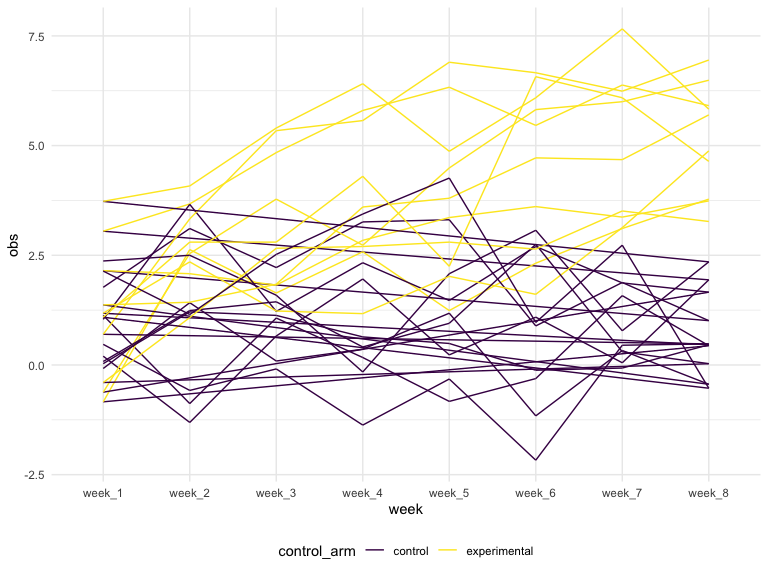 obs
7.5
5.0
2.5
0.0
-2.5
week_1 week_2 week_3 week_4 week_5 week_6 week_7 week_8
week
control_arm control experimental